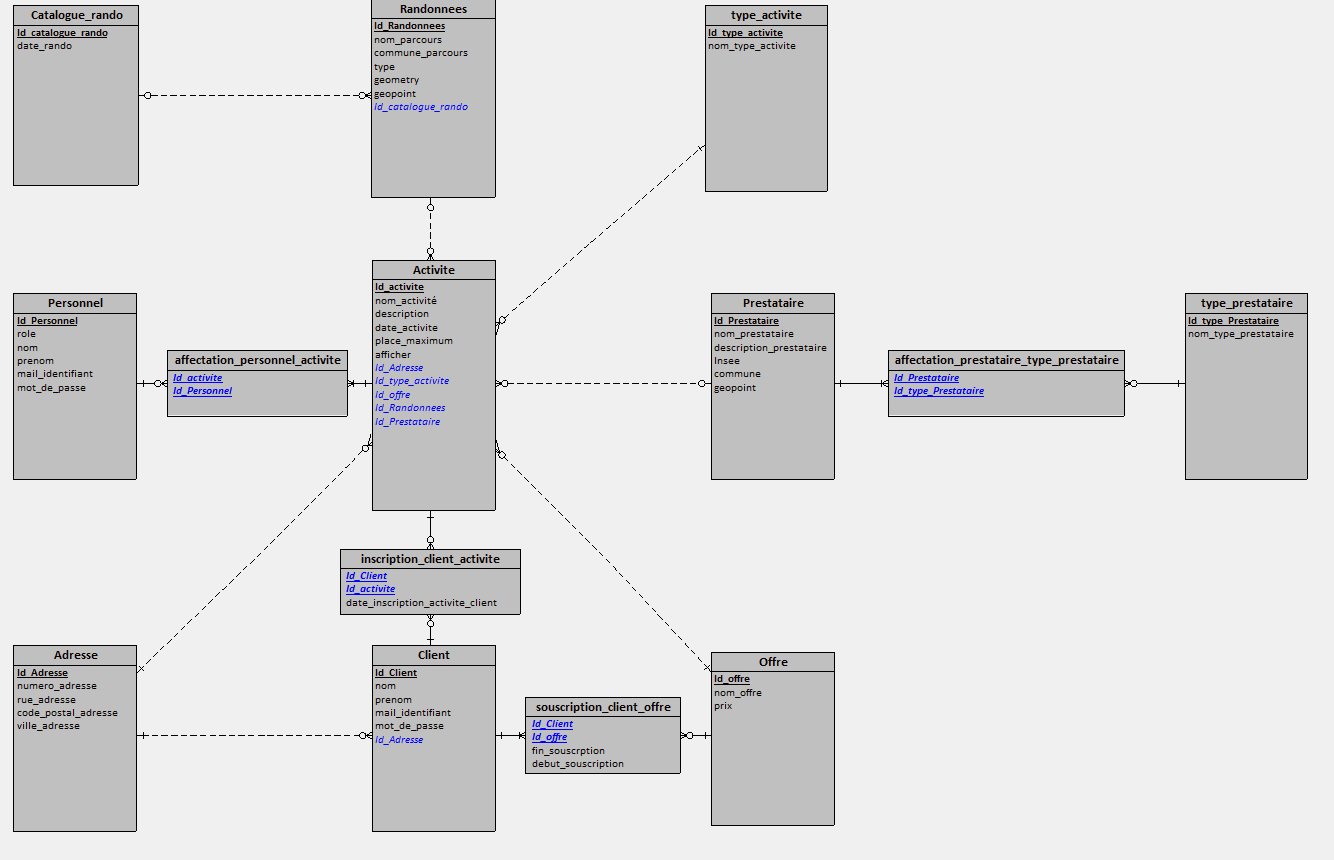 Catalogue_rando
Id_catalogue_rando
date_rando
Randonnees
Id_Randonnees
nom_parcours
commune_parcours
type
geometry
geopoint
Id_catalogue_rando
type_activite
Id_type_activite
nom_type_activite
Personnel
Id_Personnel
role
nom
prenom
mail_identifiant
mot_de_passe
affectation_personnel_activite
Id_activite
Id_Personnel
Activite
Id_activite
nom_activité
description
date_activite
place_maximum
afficher
Id_Adresse
Id_type_activite
Id_offre
Id_Randonnees
Id_Prestataire
Prestataire
Id_Prestataire
nom_prestataire
description_prestataire
Insee
commune
geopoint
affectation_prestataire_type_prestataire
Id_Prestataire
Id_type_Prestataire
type_prestataire
Id_type_Prestataire
nom_type_prestataire
inscription_client_activite
Id_Client
Id_activite
date_inscription_activite_client
Adresse
Id_Adresse
numero_adresse
rue_adresse
code_postal_adresse
ville_adresse
Client
Id_Client
nom
prenom
mail_identifiant
mot_de_passe
Id_Adresse
souscription_client_offre
Id_Client
Id_offre
fin_souscrption
debut_souscription
Offre
Id_offre
nom_offre
prix